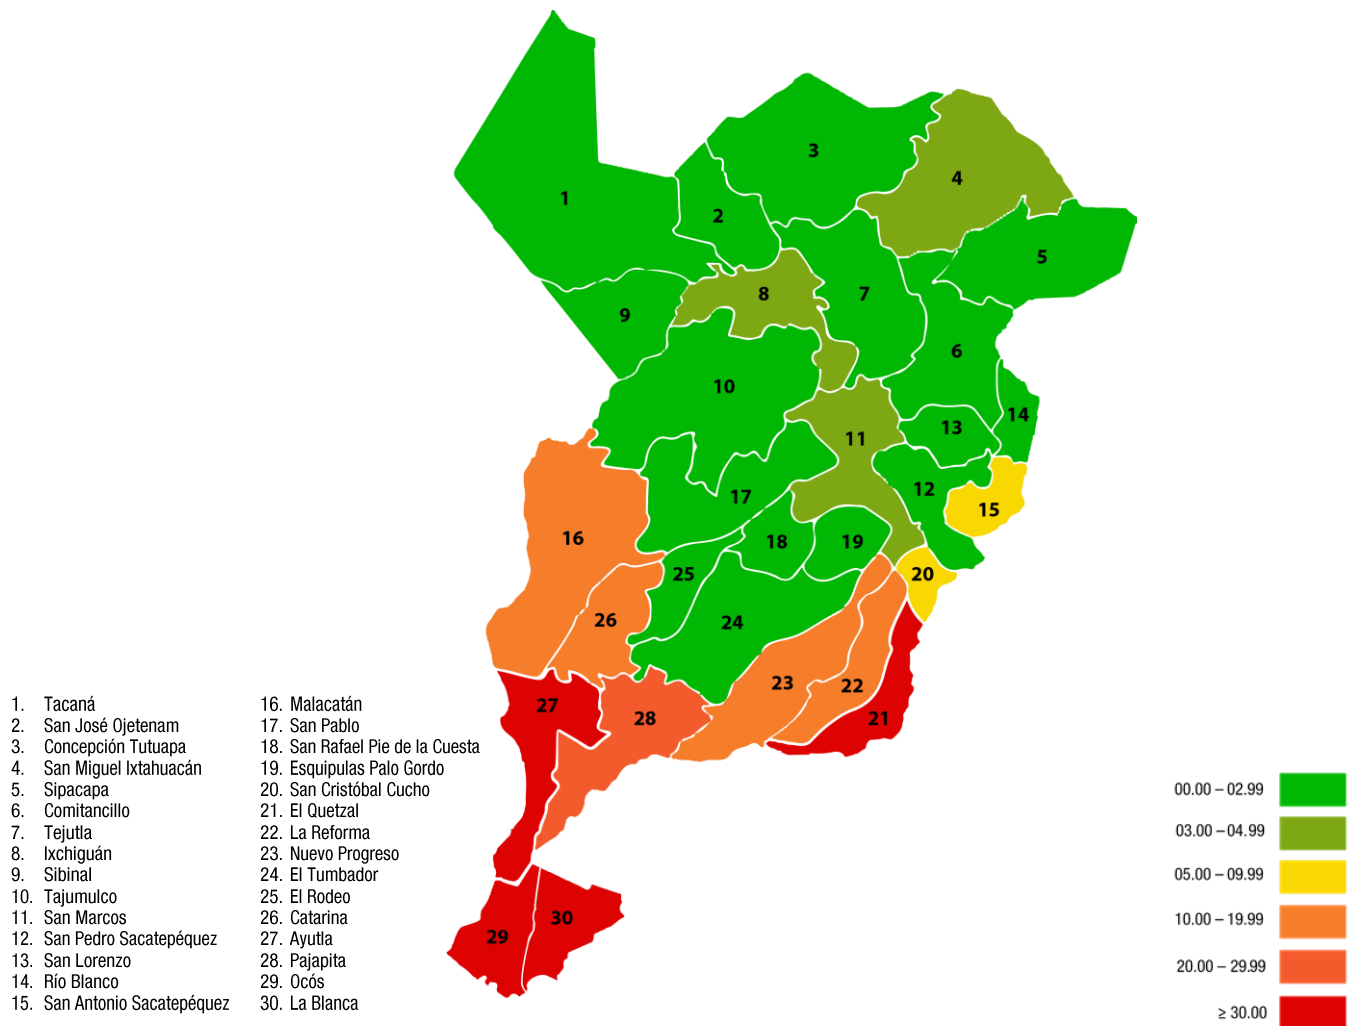 1
2
3
4
5
6
7
8
9
10
11
12
13
14
15
16
17
18
19
20
21
22
23
24
25
26
27
28
29
30
1. Tacaná
2. San José Ojetenam
3. Concepción Tutuapa
4. San Miguel Ixtahuacán
5. Sipacapa
6. Comitancillo
7. Tejutla
8. Ixchiguán
9. Sibinal
10. Tajumulco
11. San Marcos
12. San Pedro Sacatepéquez
13. San Lorenzo
14. Río Blanco
15. San Antonio Sacatepéquez
16. Malacatán
17. San Pablo
18. San Rafael Pie de la Cuesta
19. Esquipulas Palo Gordo
20. San Cristóbal Cucho
21. El Quetzal
22. La Reforma
23. Nuevo Progreso
24. El Tumbador
25. El Rodeo
26. Catarina
27. Ayutla
28. Pajapita
29. Ocós
30. La Blanca
00.00 – 02.99
03.00 – 04.99
05.00 – 09.99
10.00 – 19.99
20.00 – 29.99
≥ 30.00